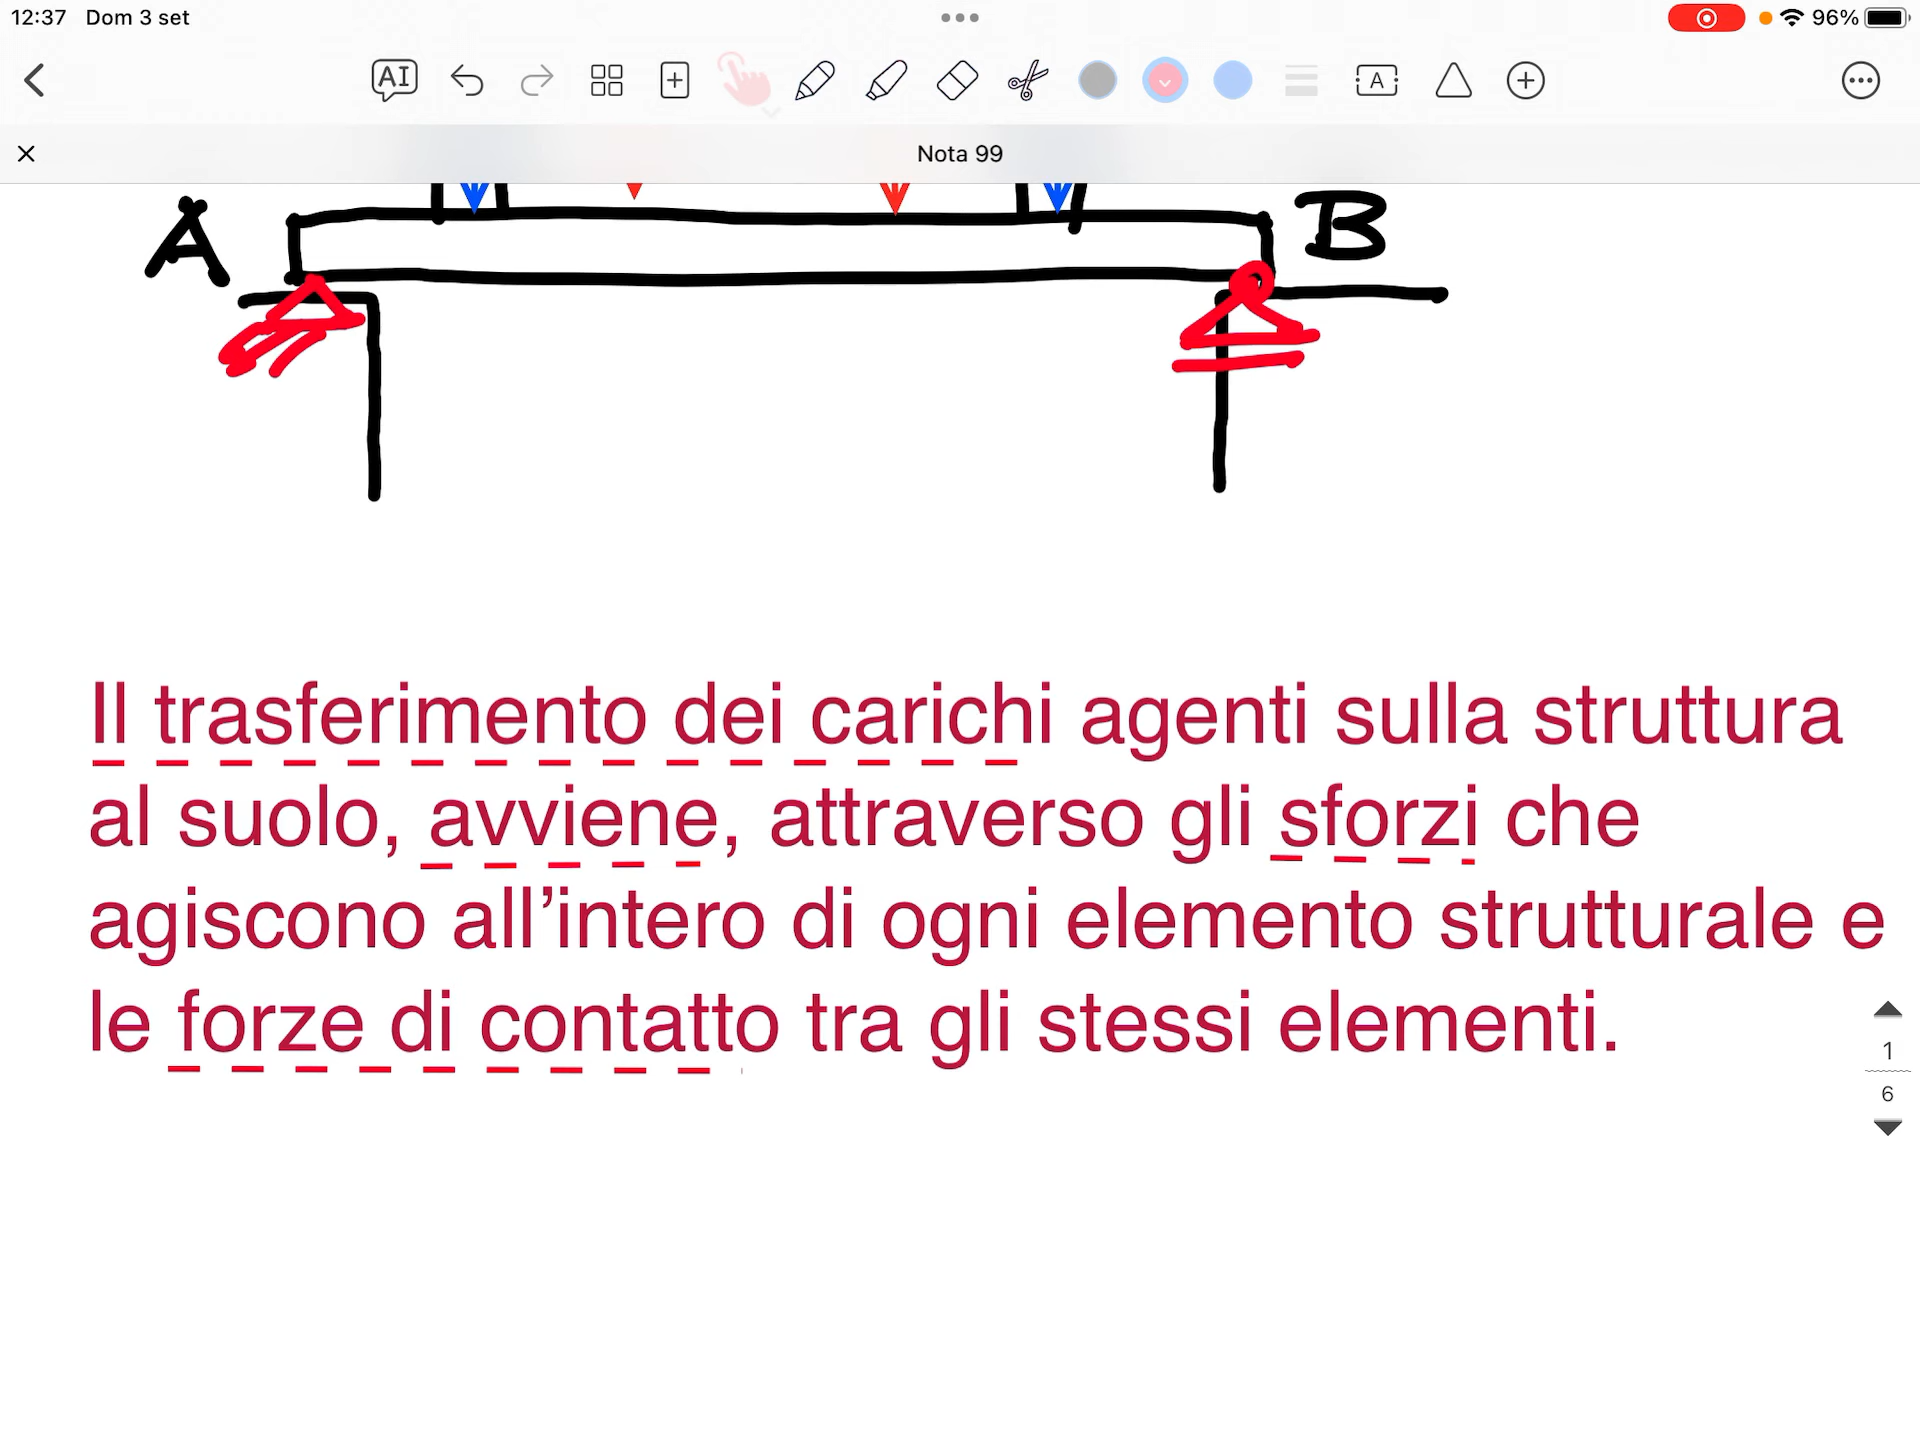 12:37 Dom 3 set
96%
AI
A
Nota 99
A
B
Il trasferimento dei carichi agenti sulla struttura
al suolo, avviene, attraverso gli sforzi che
agiscono all’intero di ogni elemento strutturale e
le forze di contatto tra gli stessi elementi.
1
6